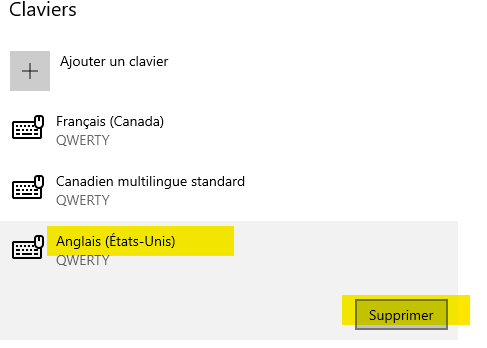 Claviers
Ajouter un clavier
Français (Canada)
QWERTY
Canadien multilingue standard
QWERTY
Anglais (États-Unis)
QWERTY
Supprimer